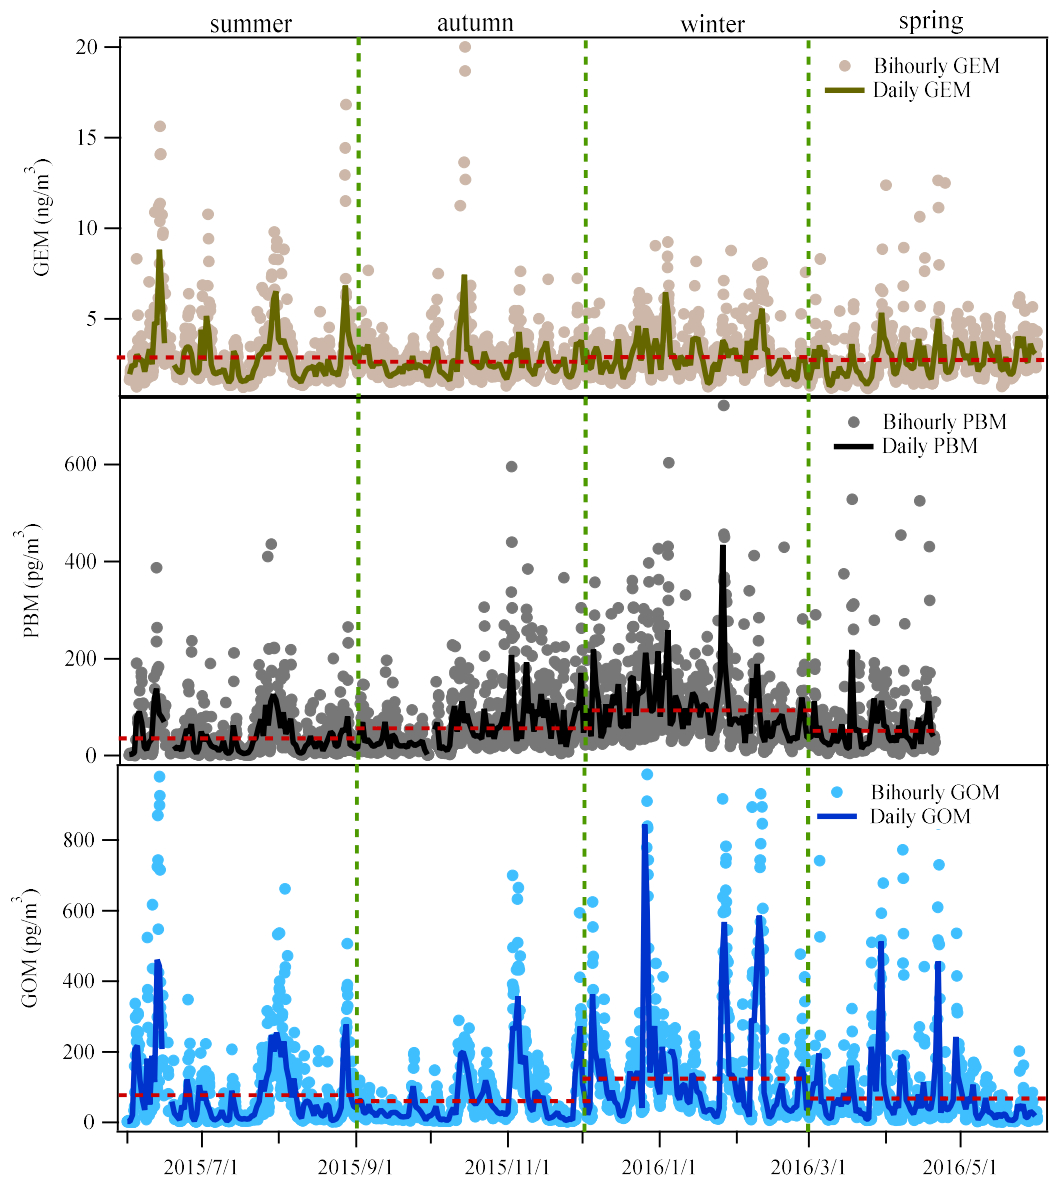 summer autumn winter spring
20
15
10
5
GEM (ng/m³)
Bihourly GEM
Daily GEM
600
400
200
0
PBM (pg/m³)
Bihourly PBM
Daily PBM
800
600
400
200
0
GOM (pg/m³)
Bihourly GOM
Daily GOM
2015/7/1 2015/9/1 2015/11/1 2016/1/1 2016/3/1 2016/5/1